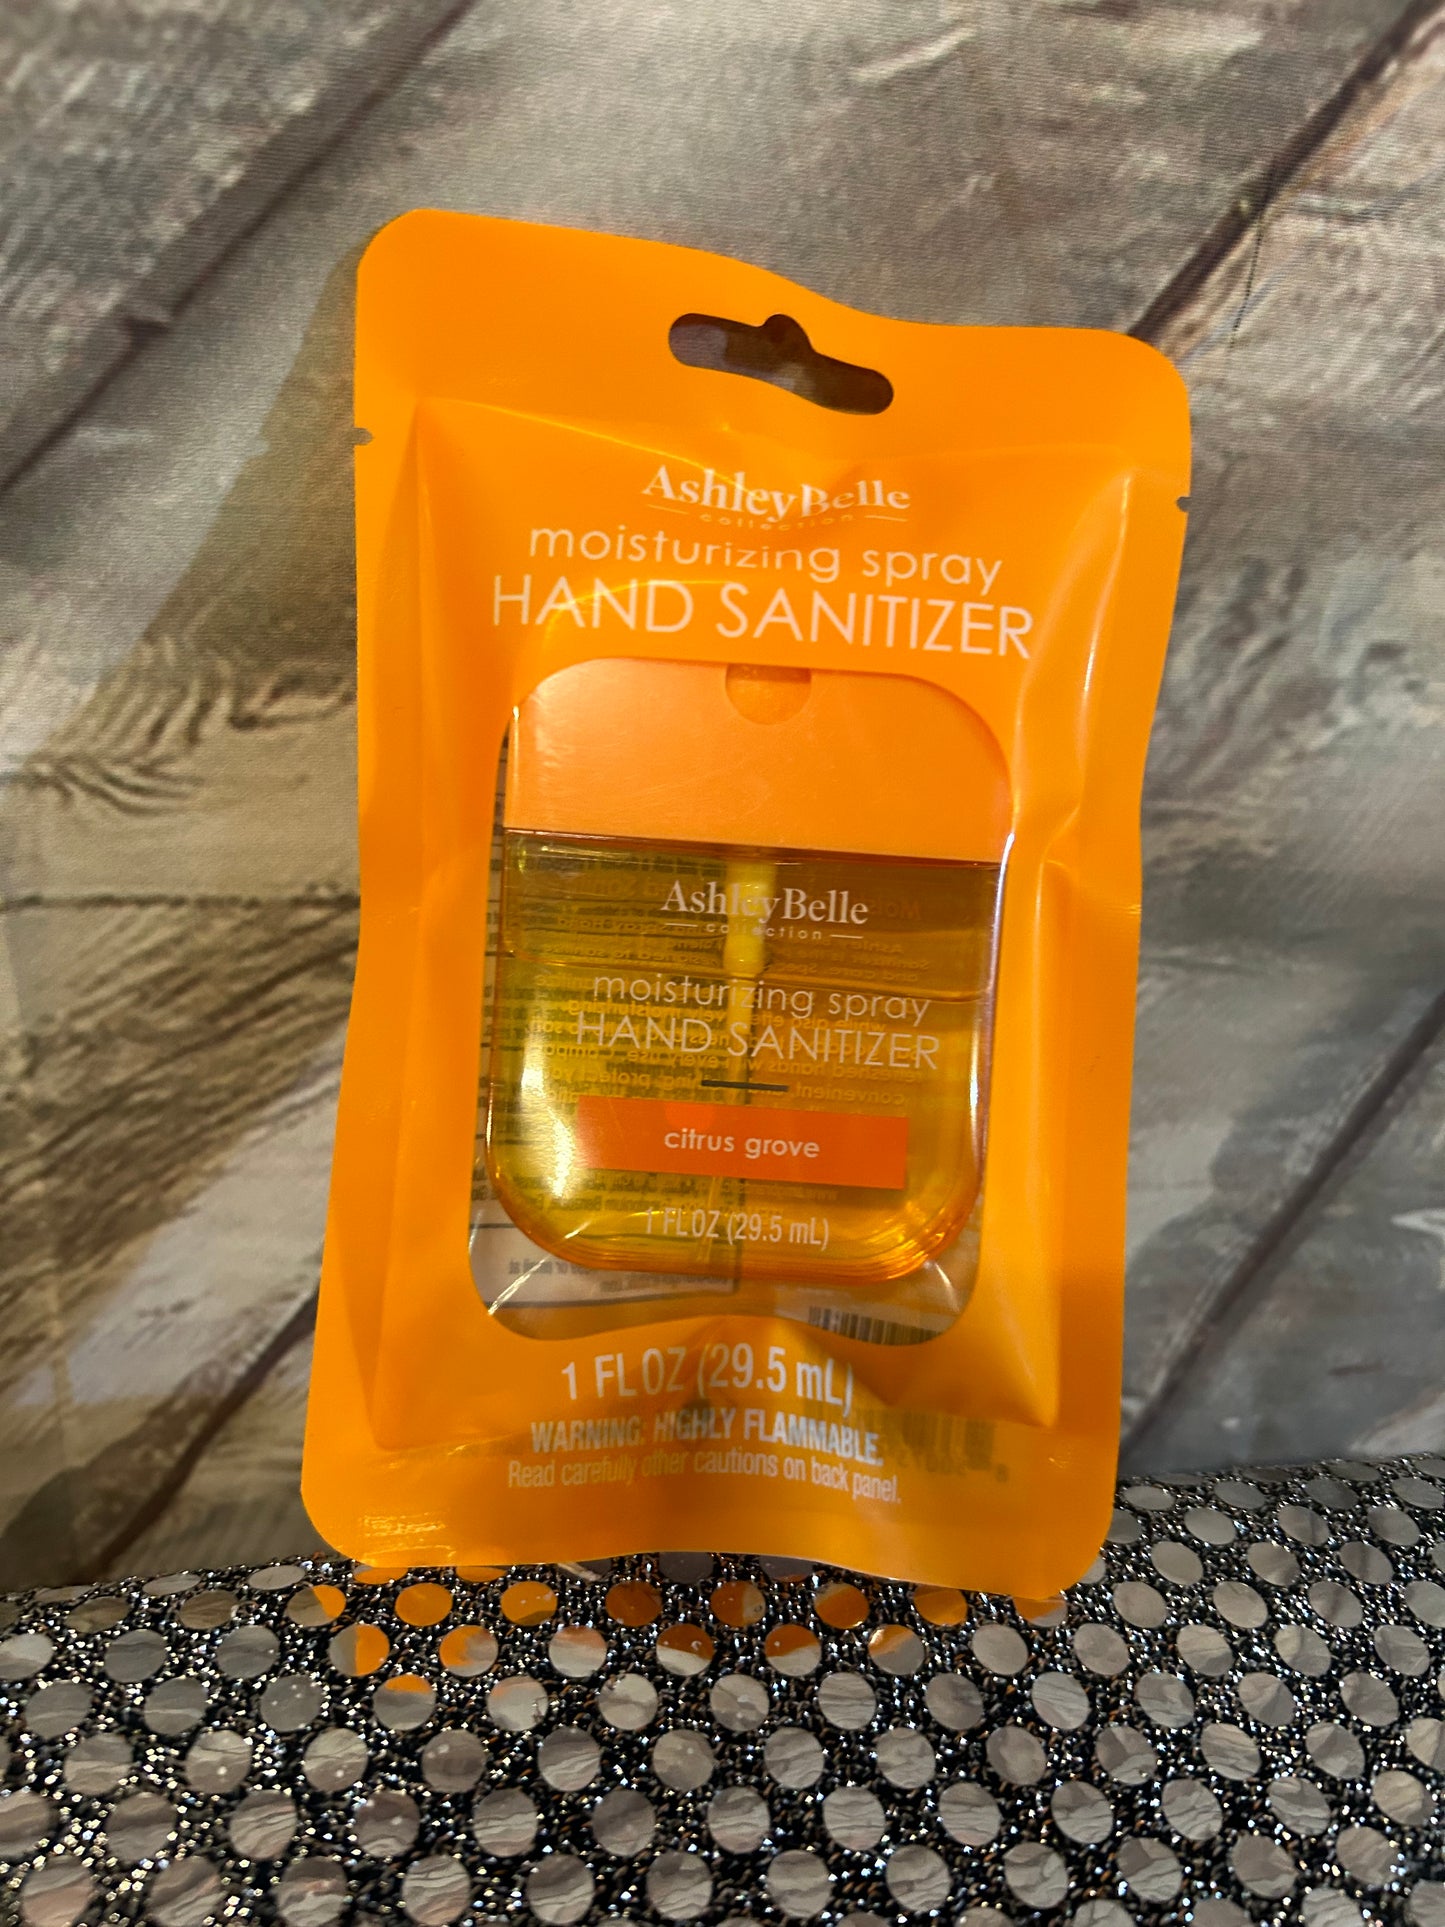 AshleyBelle
collection
moisturizing spray
HAND SANITIZER
AshleyBelle
collection
moisturizing spray
HAND SANITIZER
citrus grove
1 FL OZ (29.5 mL)
1 FL OZ (29.5 mL)
WARNING: HIGHLY FLAMMABLE.
Read carefully other cautions on back panel.